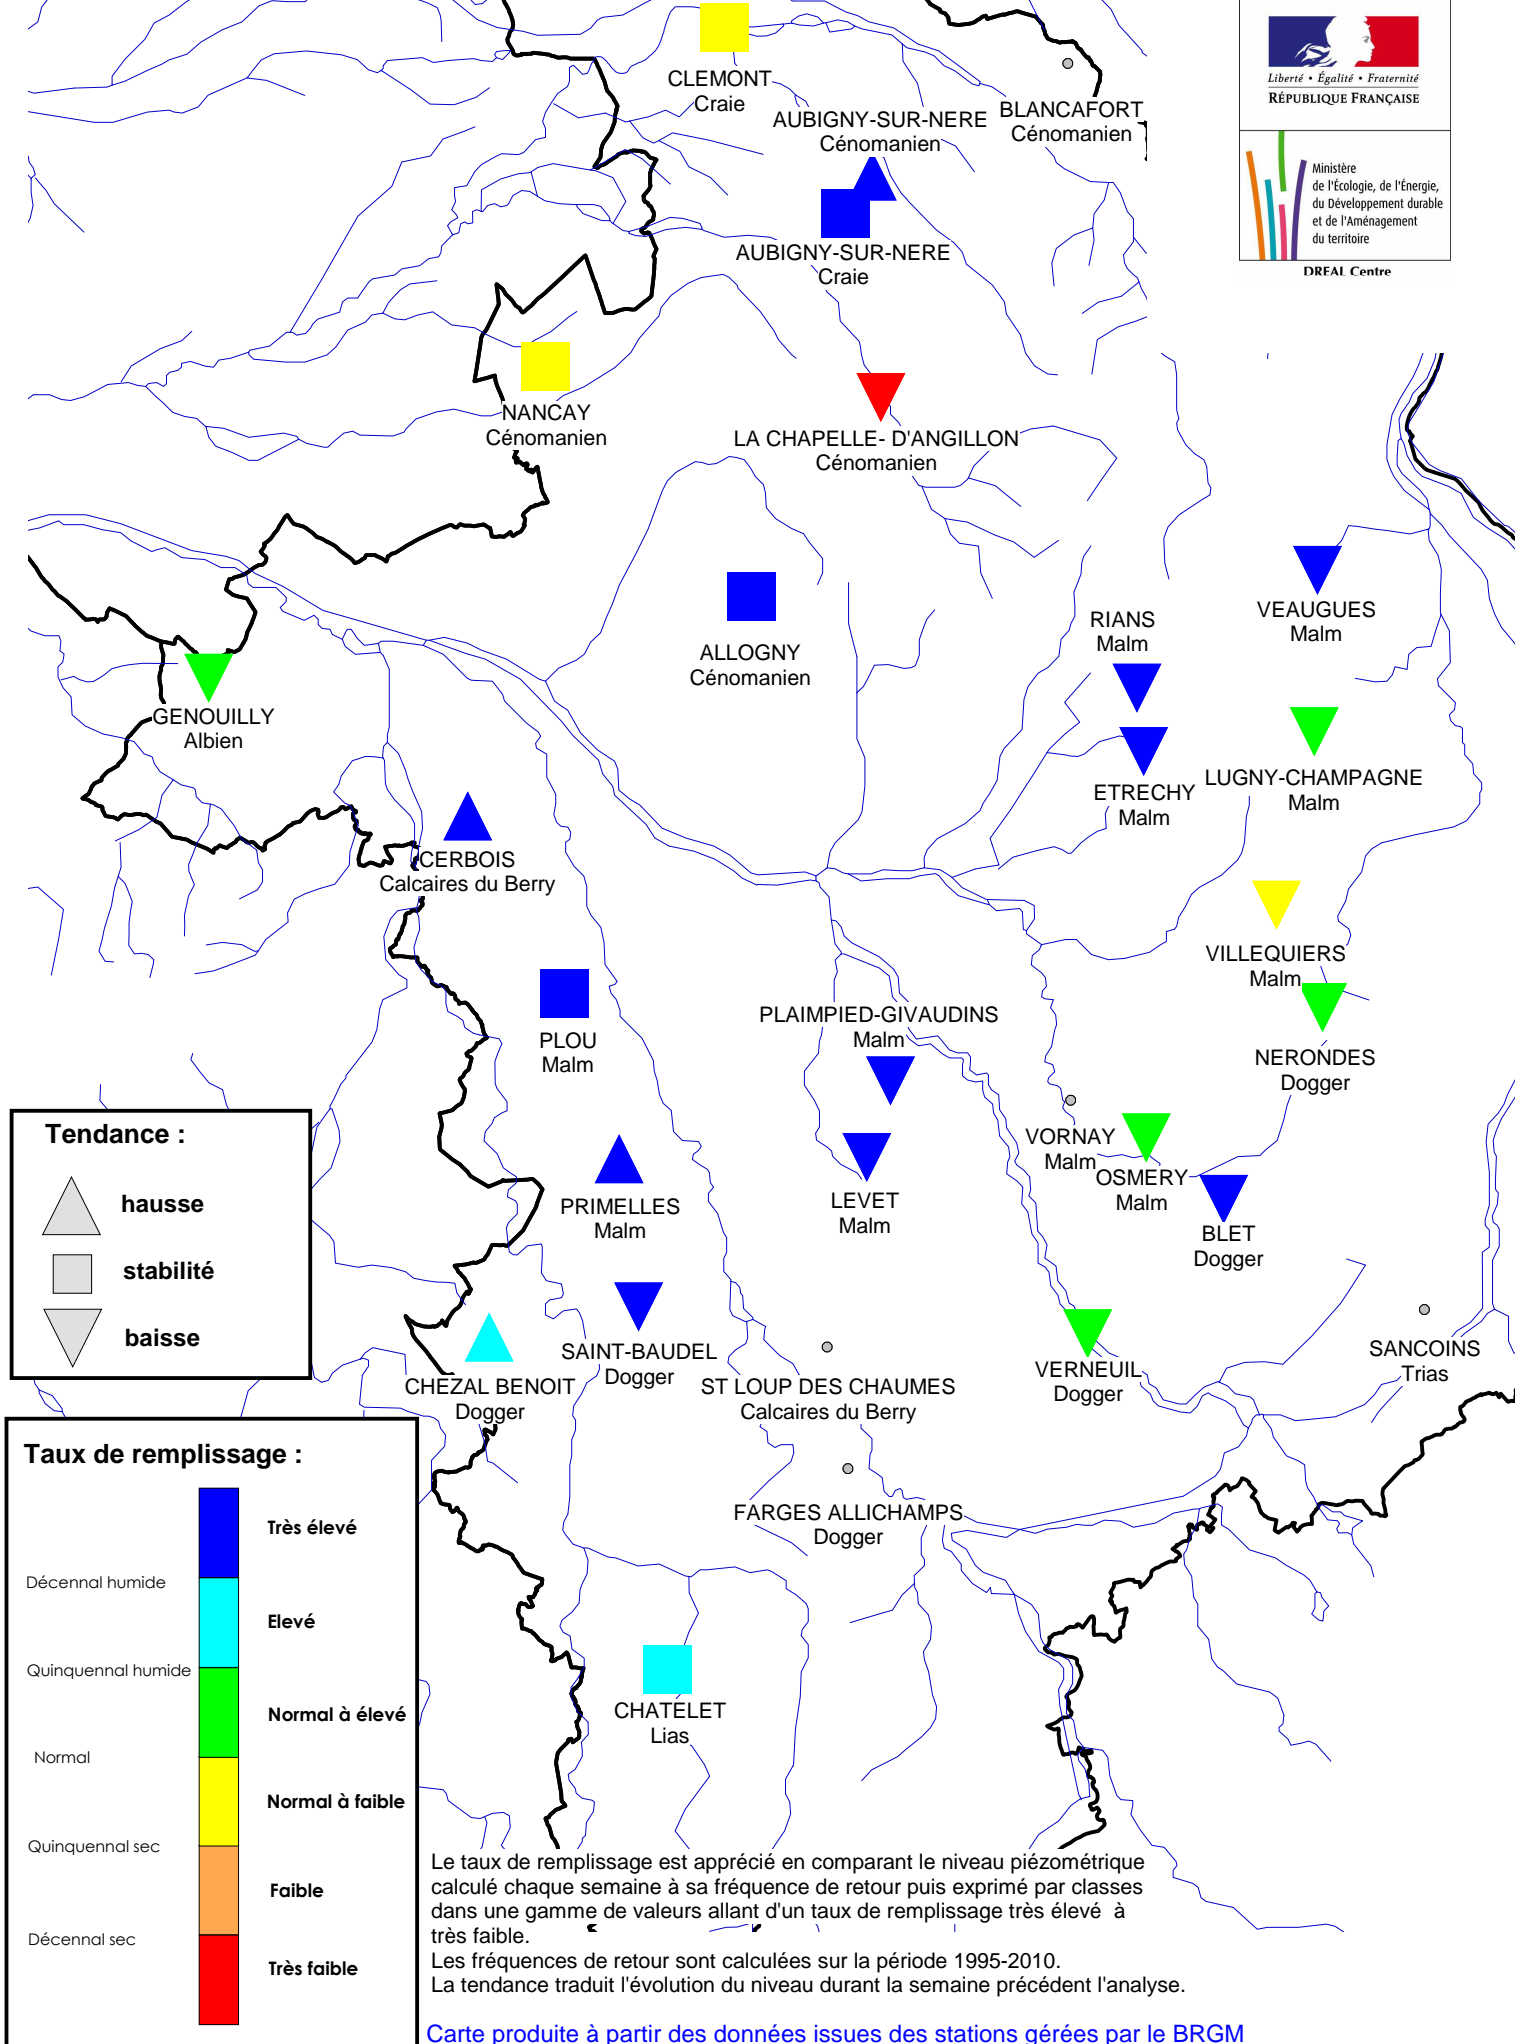 Liberté • Égalité • Fraternité
RÉPUBLIQUE FRANÇAISE
Ministère
de l'Écologie, de l'Énergie,
du Développement durable
et de l'Aménagement
du territoire
DREAL Centre
CLEMONT
Craie
AUBIGNY-SUR-NERE
Cénomanien
BLANCAFORT
Cénomanien
AUBIGNY-SUR-NERE
Craie
NANCAY
Cénomanien
LA CHAPELLE- D'ANGILLON
Cénomanien
VEAUGUES
Malm
RIANS
Malm
ALLOGNY
Cénomanien
GENOUILLY
Albien
ETRECHY
Malm
LUGNY-CHAMPAGNE
Malm
CERBOIS
Calcaires du Berry
VILLEQUIERS
Malm
PLAIMPIED-GIVAUDINS
Malm
PLOU
Malm
NERONDES
Dogger
VORNAY
Malm
OSMERY
Malm
PRIMELLES
Malm
LEVET
Malm
BLET
Dogger
SAINT-BAUDEL
Dogger
SANCOINS
Trias
VERNEUIL
Dogger
CHEZAL BENOIT
Dogger
ST LOUP DES CHAUMES
Calcaires du Berry
FARGES ALLICHAMPS
Dogger
CHATELET
Lias
Tendance :
hausse
stabilité
baisse
Taux de remplissage :
Très élevé
Décennal humide
Elevé
Quinquennal humide
Normal à élevé
Normal
Normal à faible
Quinquennal sec
Faible
Décennal sec
Très faible
Le taux de remplissage est apprécié en comparant le niveau piézométrique
calculé chaque semaine à sa fréquence de retour puis exprimé par classes
dans une gamme de valeurs allant d'un taux de remplissage très élevé à
très faible.
Les fréquences de retour sont calculées sur la période 1995-2010.
La tendance traduit l'évolution du niveau durant la semaine précédent l'analyse.
Carte produite à partir des données issues des stations gérées par le BRGM